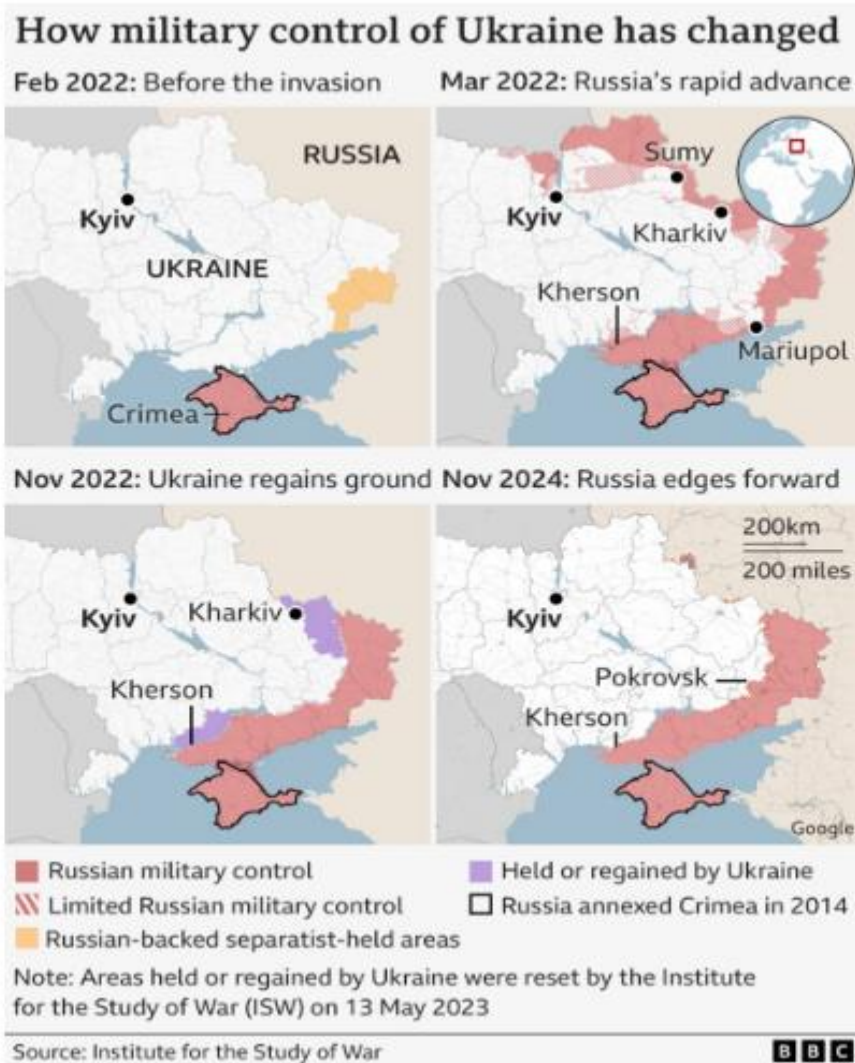 How military control of Ukraine has changed
Feb 2022: Before the invasion
RUSSIA
Kyiv
UKRAINE
Crimea
Mar 2022: Russia's rapid advance
Sumy
Kyiv
Kharkiv
Kherson
Mariupol
Nov 2022: Ukraine regains ground
Kyiv
Kharkiv
Kherson
Nov 2024: Russia edges forward
200km
200 miles
Kyiv
Pokrovsk
Kherson
Google
Russian military control
Limited Russian military control
Russian-backed separatist-held areas
Held or regained by Ukraine
Russia annexed Crimea in 2014
Note: Areas held or regained by Ukraine were reset by the Institute
for the Study of War (ISW) on 13 May 2023
Source: Institute for the Study of War
BBC